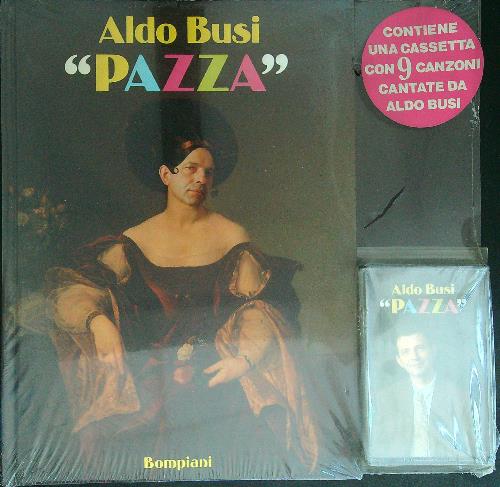 Aldo Busi
“PAZZA”
CONTIENE
UNA CASSETTA
CON 9 CANZONI
CANTATE DA
ALDO BUSI
Aldo Busi
“PAZZA”
Bompiani